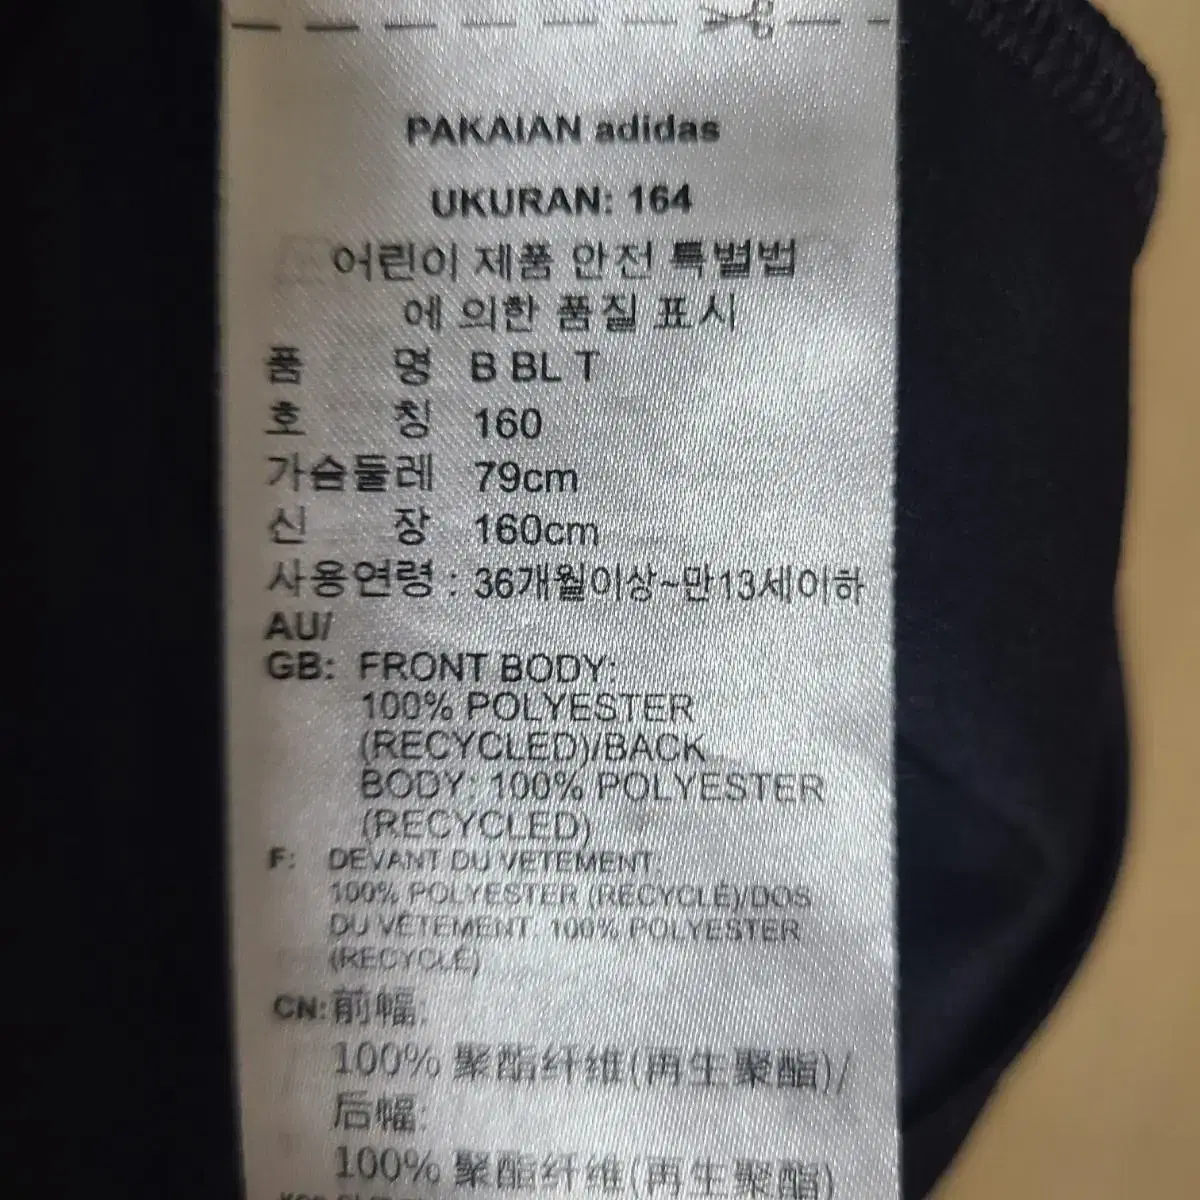 PAKAIAN adidas
UKURAN: 164
어린이 제품 안전 특별법
에 의한 품질 표시
품 명 B BL T
호 칭 160
가슴둘레 79cm
신 장 160cm
사용연령 : 36개월이상~만13세이하
AU/
GB: FRONT BODY:
100% POLYESTER
(RECYCLED)/BACK
BODY: 100% POLYESTER
(RECYCLED)
F: DEVANT DU VETEMENT:
100% POLYESTER (RECYCLÉ)/DOS
DU VÊTEMENT: 100% POLYESTER
(RECYCLÉ)
CN: 前幅:
100% 聚酯纤维(再生聚酯)/
后幅:
100% 聚酯纤维(再生聚酯)